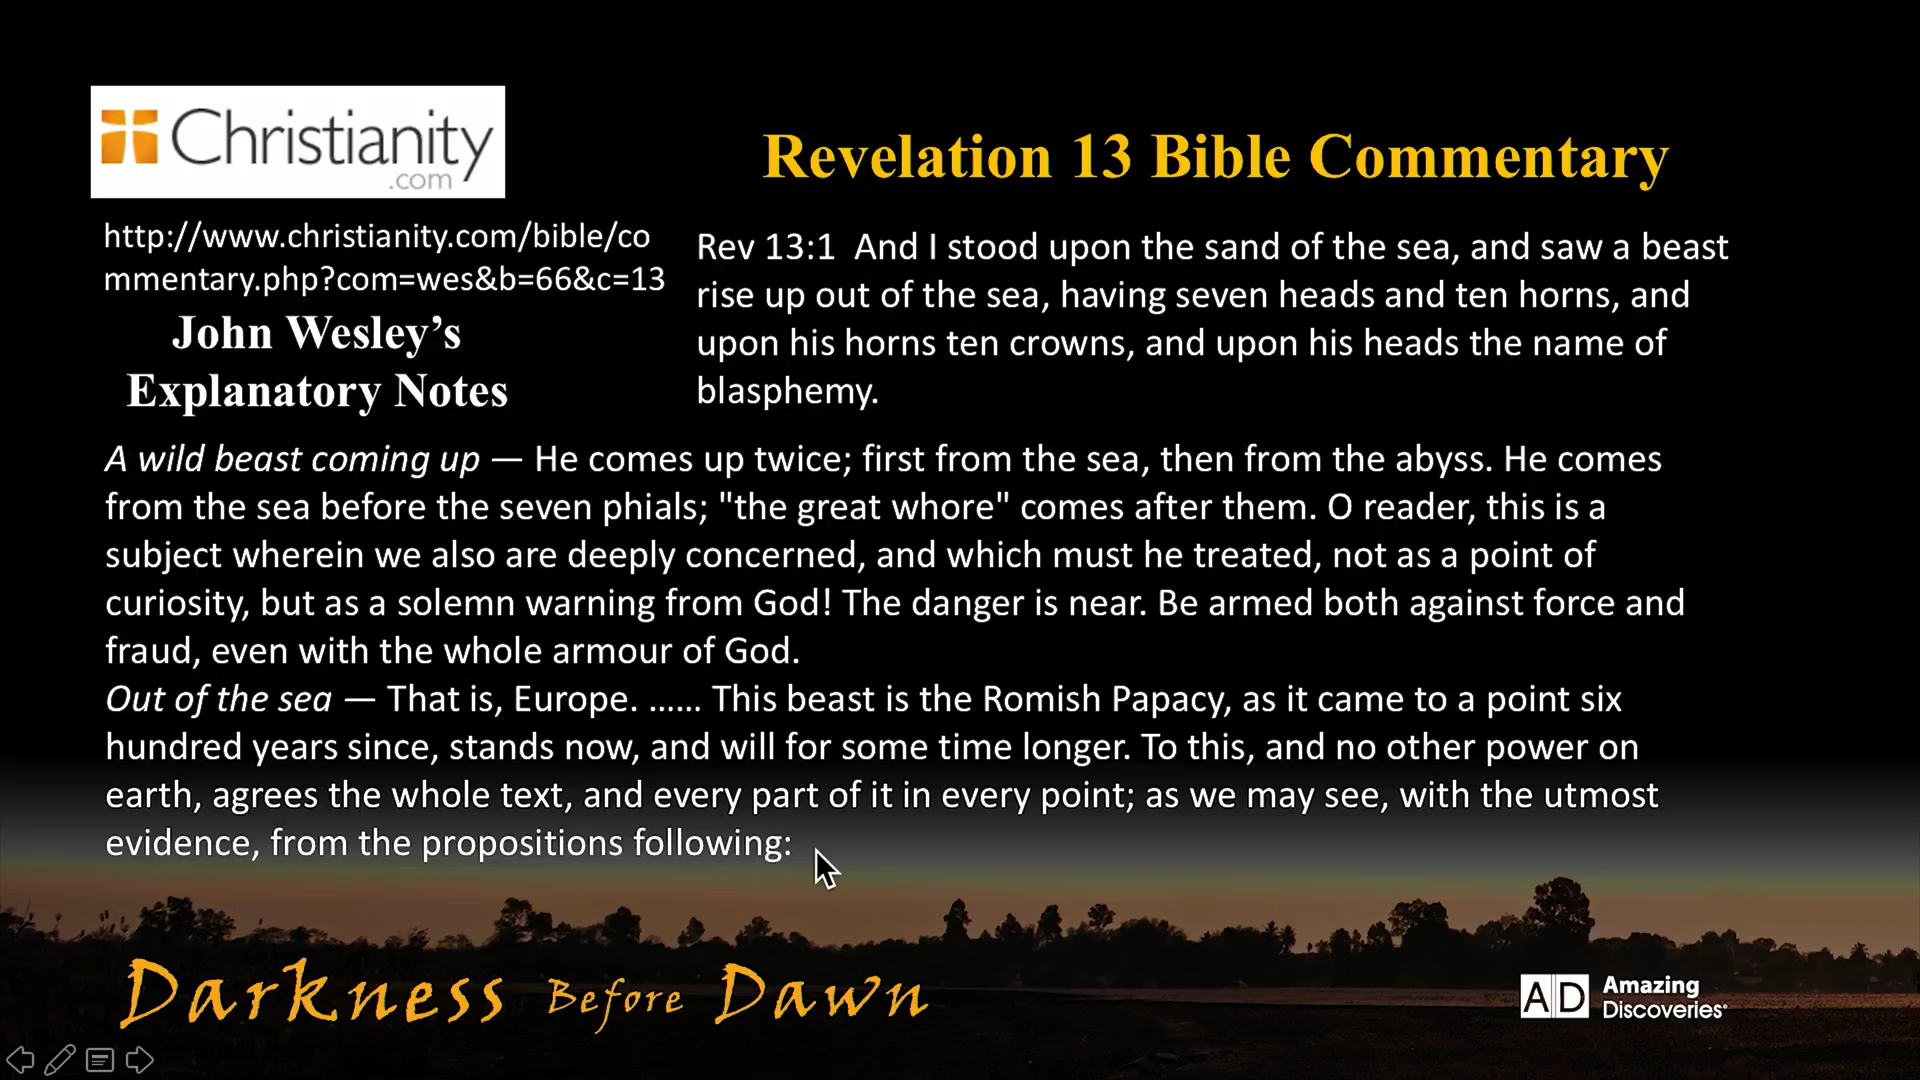 Christianity
.com
Revelation 13 Bible Commentary
http://www.christianity.com/bible/co
mmentary.php?com=wes&b=66&c=13
John Wesley’s
Explanatory Notes
Rev 13:1  And I stood upon the sand of the sea, and saw a beast
rise up out of the sea, having seven heads and ten horns, and
upon his horns ten crowns, and upon his heads the name of
blasphemy.
A wild beast coming up — He comes up twice; first from the sea, then from the abyss. He comes
from the sea before the seven phials; "the great whore" comes after them. O reader, this is a
subject wherein we also are deeply concerned, and which must he treated, not as a point of
curiosity, but as a solemn warning from God! The danger is near. Be armed both against force and
fraud, even with the whole armour of God.
Out of the sea — That is, Europe. …… This beast is the Romish Papacy, as it came to a point six
hundred years since, stands now, and will for some time longer. To this, and no other power on
earth, agrees the whole text, and every part of it in every point; as we may see, with the utmost
evidence, from the propositions following:
Darkness Before Dawn
AD Amazing
Discoveries®